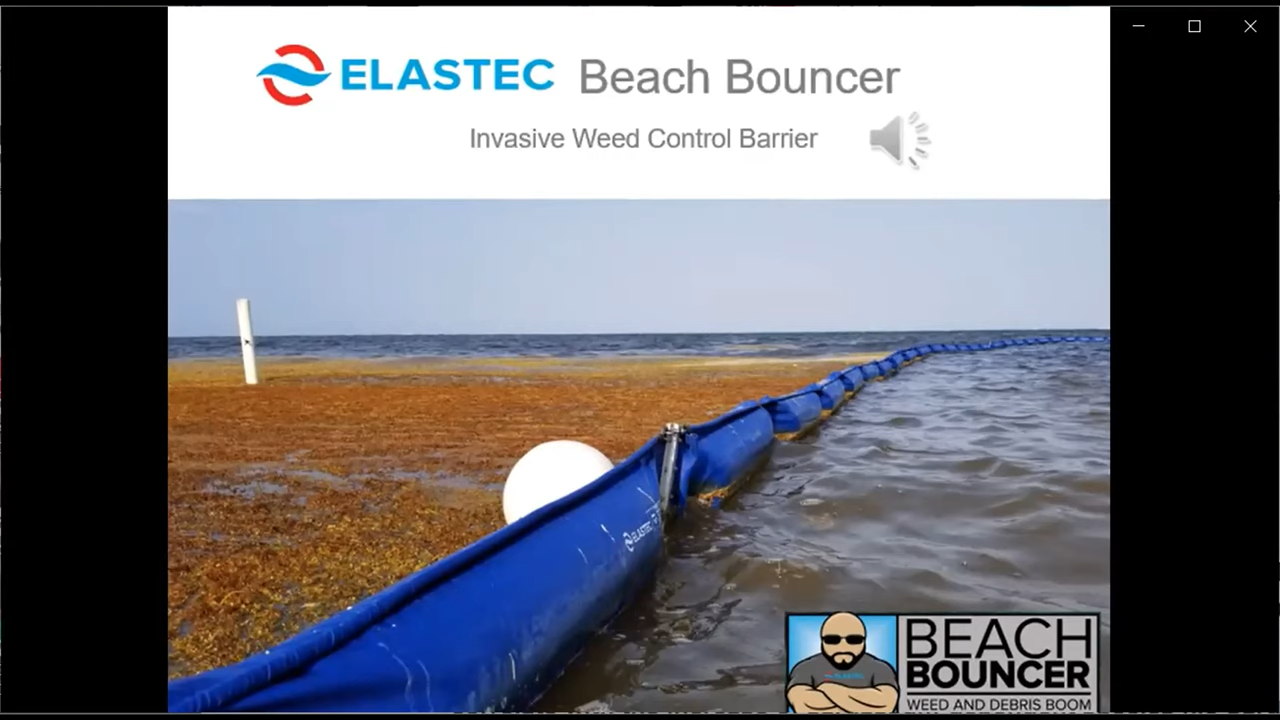 ELASTEC Beach Bouncer
Invasive Weed Control Barrier
ELASTEC
BEACH
BOUNCER
WEED AND DEBRIS BOOM